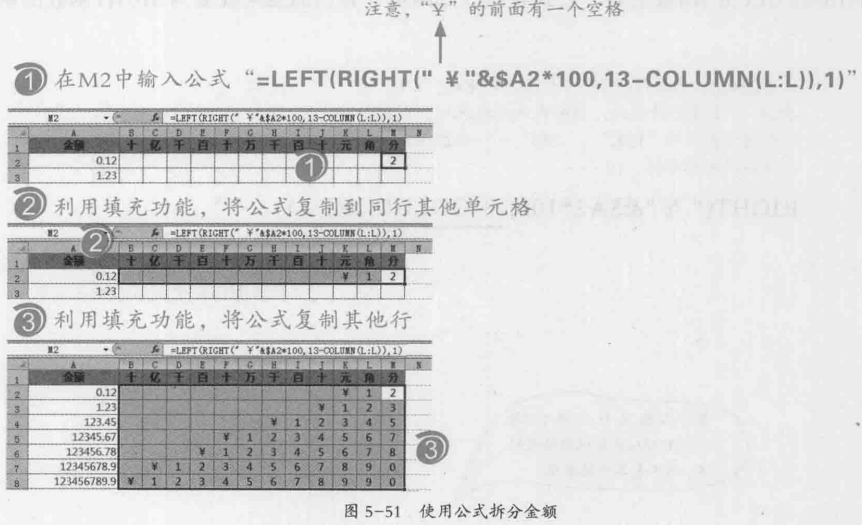 注意，“¥”的前面有一个空格
① 在M2中输入公式“=LEFT(RIGHT(" ¥"&$A2*100,13-COLUMN(L:L)),1)”
M2 fx =LEFT(RIGHT(" ¥"&$A2*100,13-COLUMN(L:L)),1)
A B C D E F G H I J K L M N
1 金额 十 亿 千 百 十 万 千 百 十 元 角 分
2 0.12 2
3 1.23
①
② 利用填充功能，将公式复制到同行其他单元格
M2 fx =LEFT(RIGHT(" ¥"&$A2*100,13-COLUMN(L:L)),1)
②
A B C D E F G H I J K L M N
1 金额 十 亿 千 百 十 万 千 百 十 元 角 分
2 0.12 ¥ 1 2
3 1.23
③ 利用填充功能，将公式复制其他行
M2 fx =LEFT(RIGHT(" ¥"&$A2*100,13-COLUMN(L:L)),1)
A B C D E F G H I J K L M N
1 金额 十 亿 千 百 十 万 千 百 十 元 角 分
2 0.12 ¥ 1 2
3 1.23 ¥ 1 2 3
4 123.45 ¥ 1 2 3 4 5
5 12345.67 ¥ 1 2 3 4 5 6 7
6 123456.78 ¥ 1 2 3 4 5 6 7 8
7 12345678.9 ¥ 1 2 3 4 5 6 7 8 9 0
8 123456789.9 ¥ 1 2 3 4 5 6 7 8 9 9 0
③
图 5-51 使用公式拆分金额